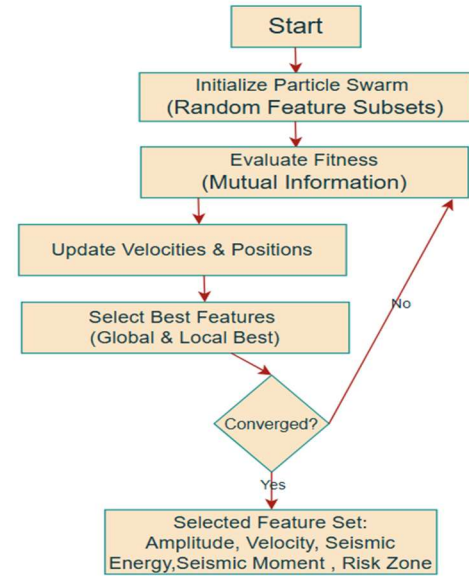 Start
Initialize Particle Swarm
(Random Feature Subsets)
Evaluate Fitness
(Mutual Information)
Update Velocities & Positions
Select Best Features
(Global & Local Best)
No
Converged?
Yes
Selected Feature Set:
Amplitude, Velocity, Seismic
Energy,Seismic Moment , Risk Zone